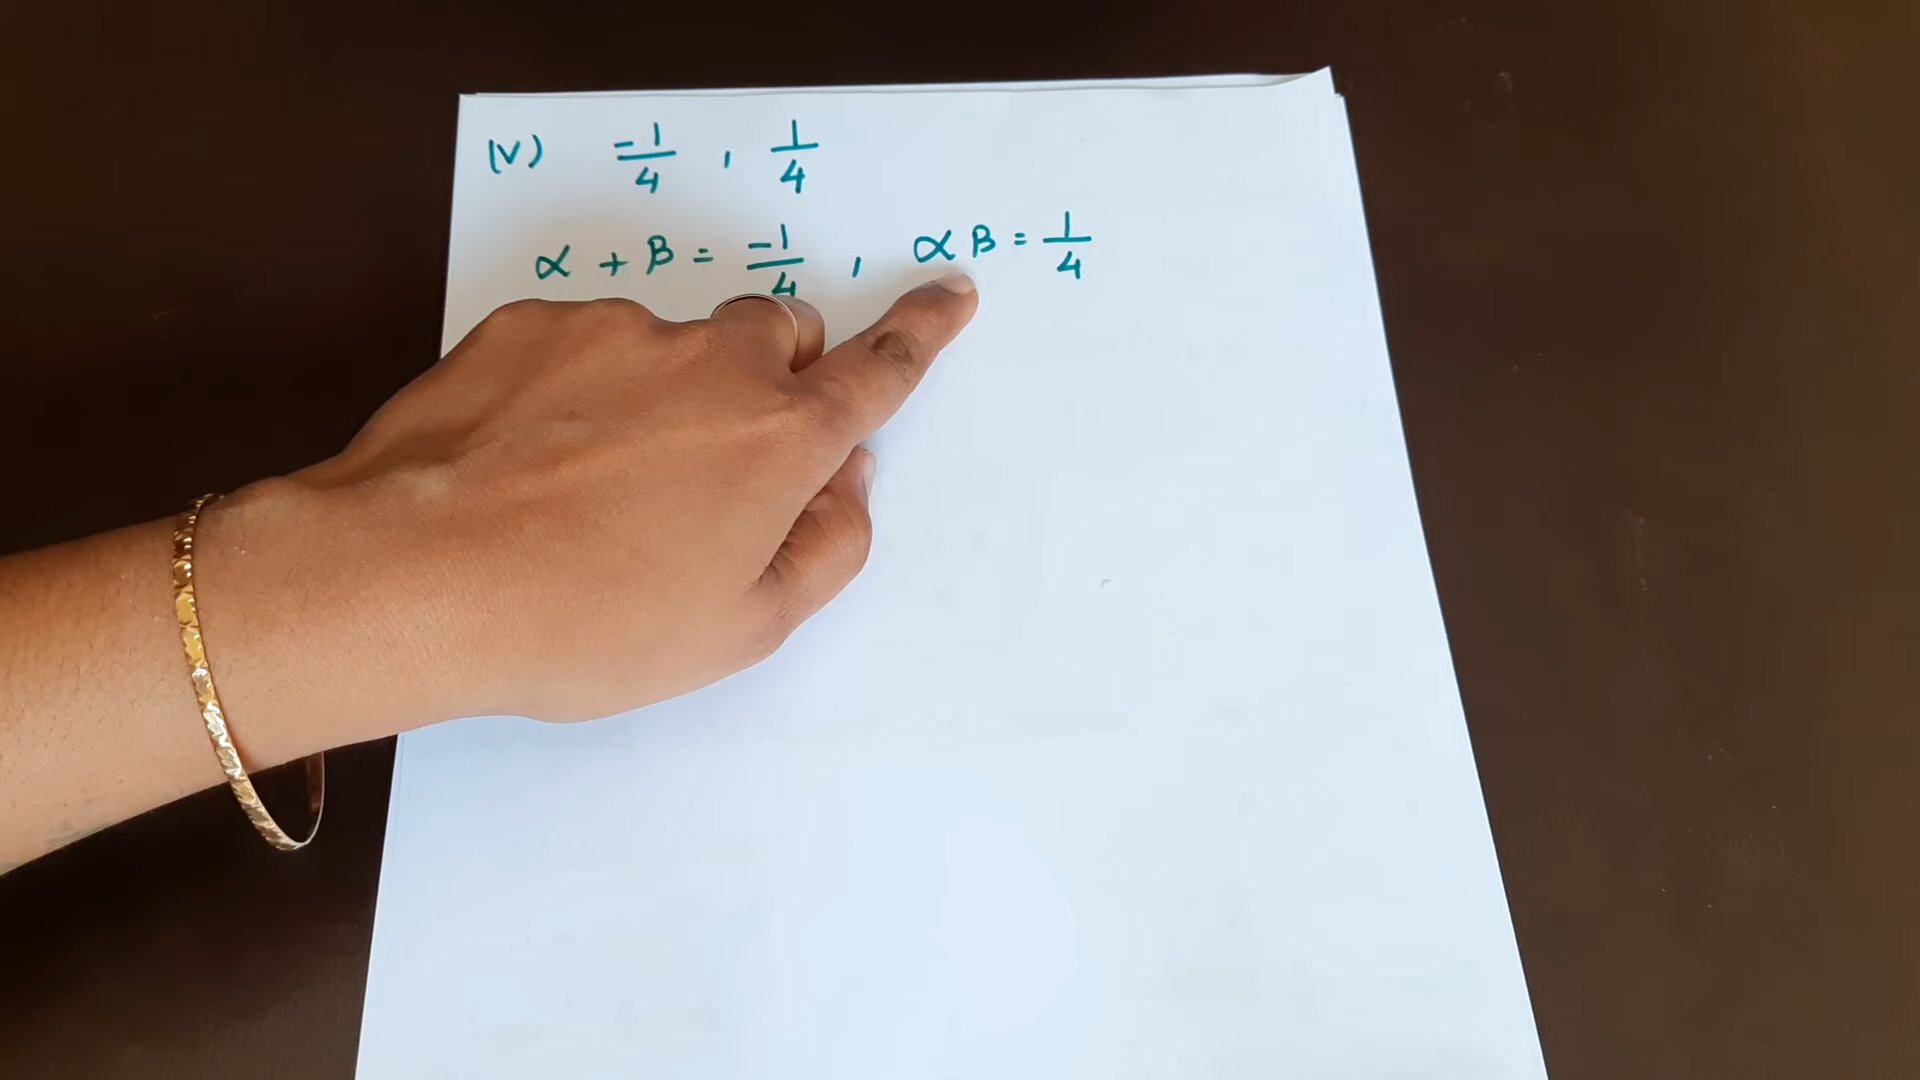 (V) -1/4 , 1/4
α + β = -1/4 , αβ = 1/4